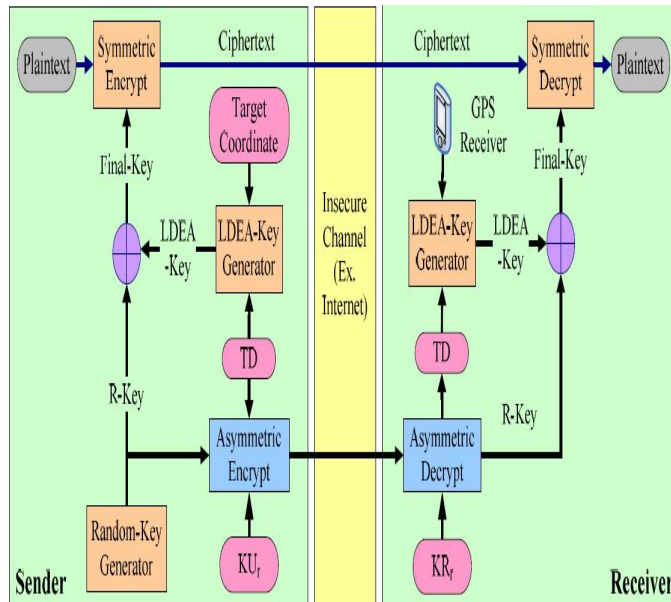 Plaintext
Symmetric
Encrypt
Ciphertext
Ciphertext
Symmetric
Decrypt
Plaintext
Target
Coordinate
GPS
Receiver
Final-Key
Final-Key
LDEA
-Key
LDEA-Key
Generator
Insecure
Channel
(Ex.
Internet)
LDEA-Key
Generator
LDEA
-Key
TD
TD
R-Key
R-Key
Asymmetric
Encrypt
Asymmetric
Decrypt
Random-Key
Generator
KUr
KRr
Sender
Receiver